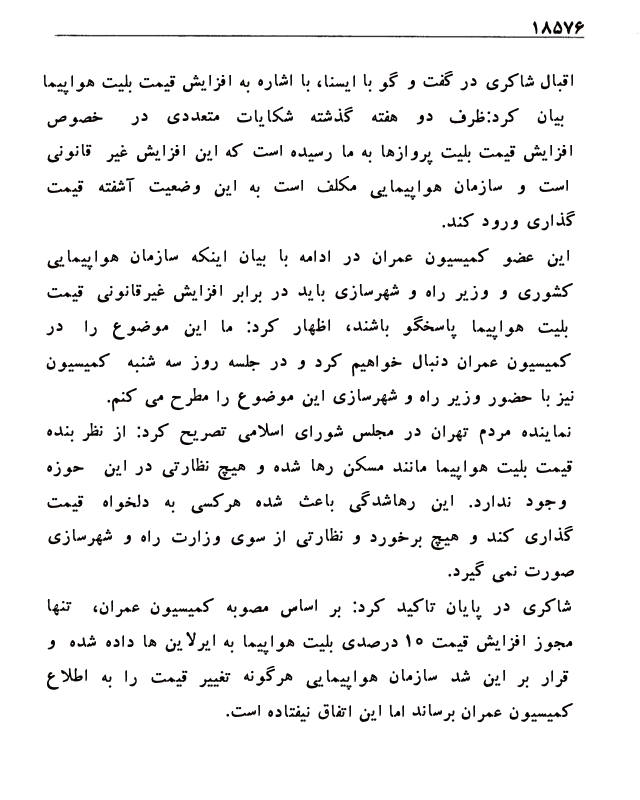 ۱۸۵۷۶
اقبال شاکری در گفت و گو با ایسنا، با اشاره به افزایش قیمت بلیت هواپیما
بیان کرد:ظرف دو هفته گذشته شکایات متعددی در خصوص
افزایش قیمت بلیت پروازها به ما رسیده است که این افزایش غیر قانونی
است و سازمان هواپیمایی مکلف است به این وضعیت آشفته قیمت
گذاری ورود کند.
این عضو کمیسیون عمران در ادامه با بیان اینکه سازمان هواپیمایی
کشوری و وزیر راه و شهرسازی باید در برابر افزایش غیرقانونی قیمت
بلیت هواپیما پاسخگو باشند، اظهار کرد: ما این موضوع را در
کمیسیون عمران دنبال خواهیم کرد و در جلسه روز سه شنبه کمیسیون
نیز با حضور وزیر راه و شهرسازی این موضوع را مطرح می کنم.
نماینده مردم تهران در مجلس شورای اسلامی تصریح کرد: از نظر بنده
قیمت بلیت هواپیما مانند مسکن رها شده و هیچ نظارتی در این حوزه
وجود ندارد. این رهاشدگی باعث شده هرکسی به دلخواه قیمت
گذاری کند و هیچ برخورد و نظارتی از سوی وزارت راه و شهرسازی
صورت نمی گیرد.
شاکری در پایان تاکید کرد: بر اساس مصوبه کمیسیون عمران، تنها
مجوز افزایش قیمت ۱۵ درصدی بلیت هواپیما به ایرلاین ها داده شده و
قرار بر این شد سازمان هواپیمایی هرگونه تغییر قیمت را به اطلاع
کمیسیون عمران برساند اما این اتفاق نیفتاده است.